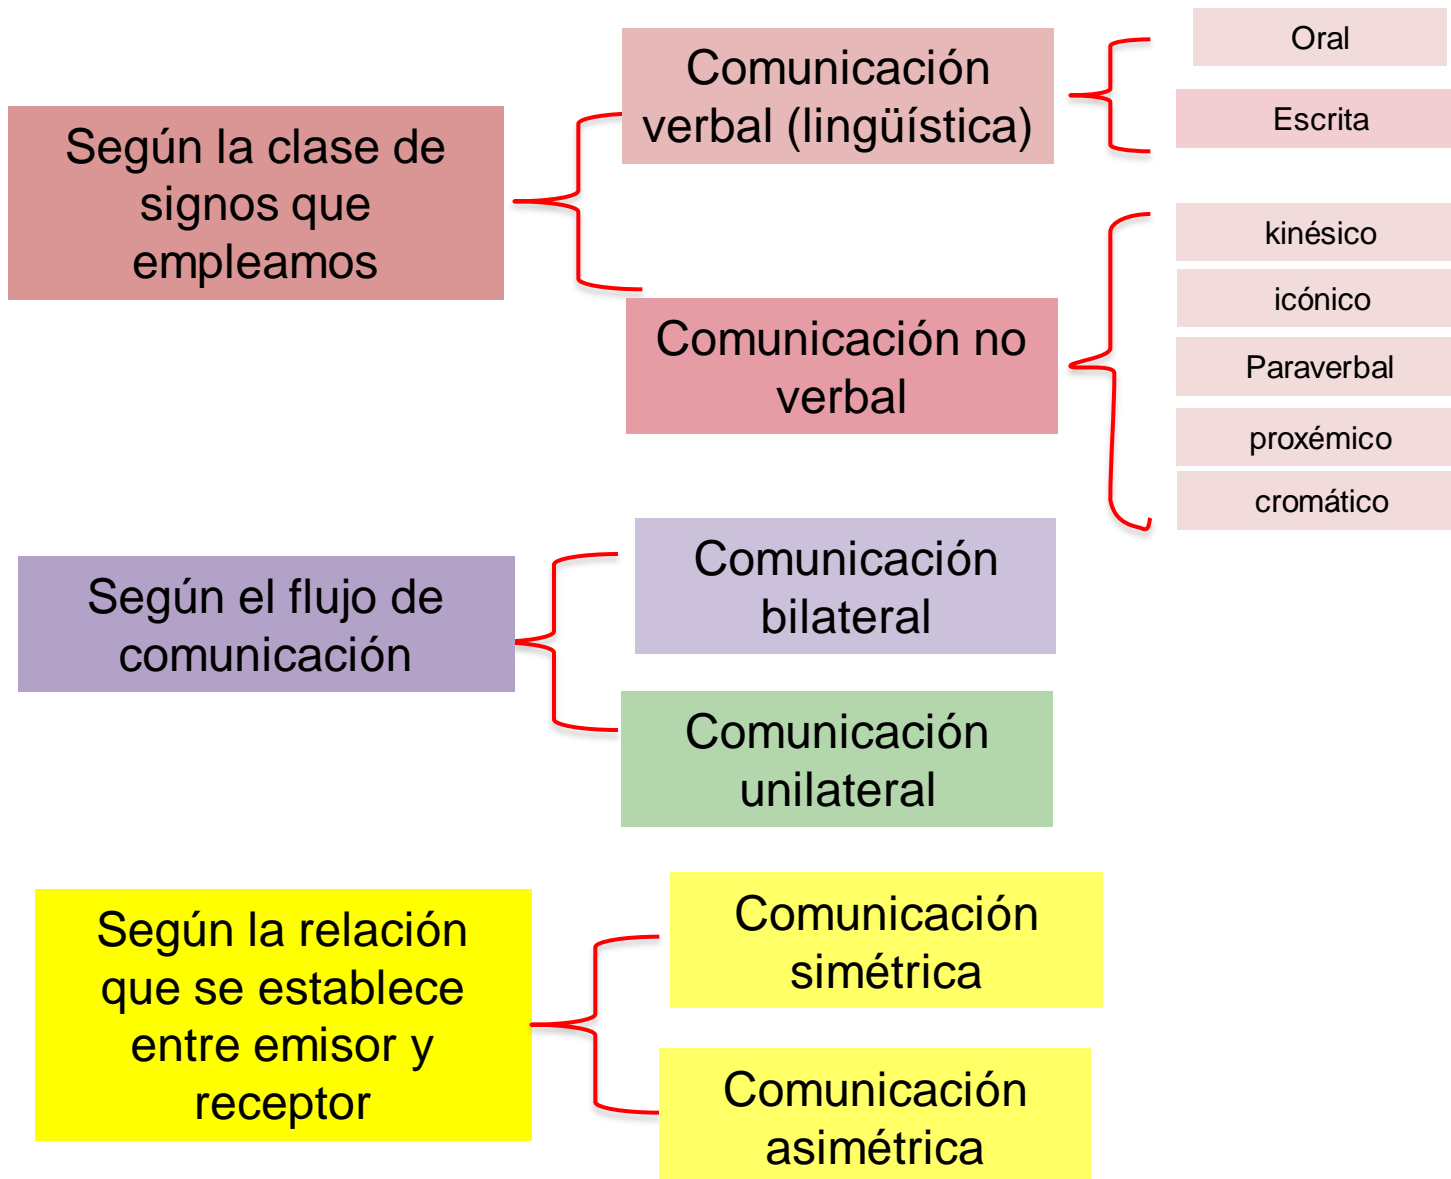 Según la clase de
signos que
empleamos
Comunicación
verbal (lingüística)
Oral
Escrita
Comunicación no
verbal
kinésico
icónico
Paraverbal
proxémico
cromático
Según el flujo de
comunicación
Comunicación
bilateral
Comunicación
unilateral
Según la relación
que se establece
entre emisor y
receptor
Comunicación
simétrica
Comunicación
asimétrica